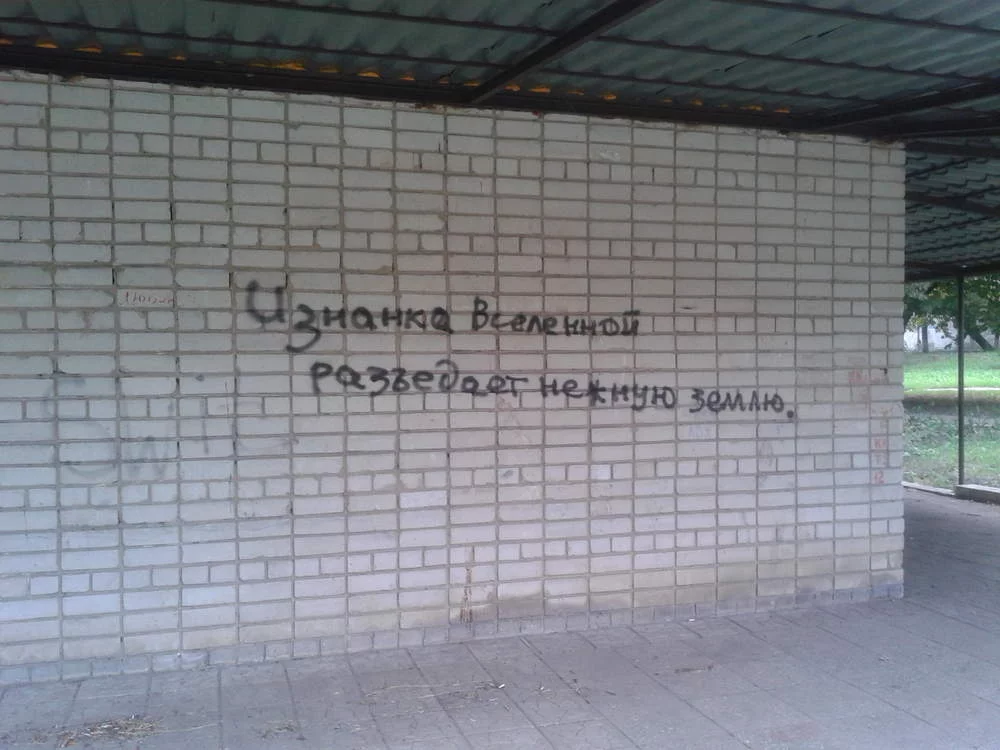 Изнанка Вселенной
разъедает нежную землю.